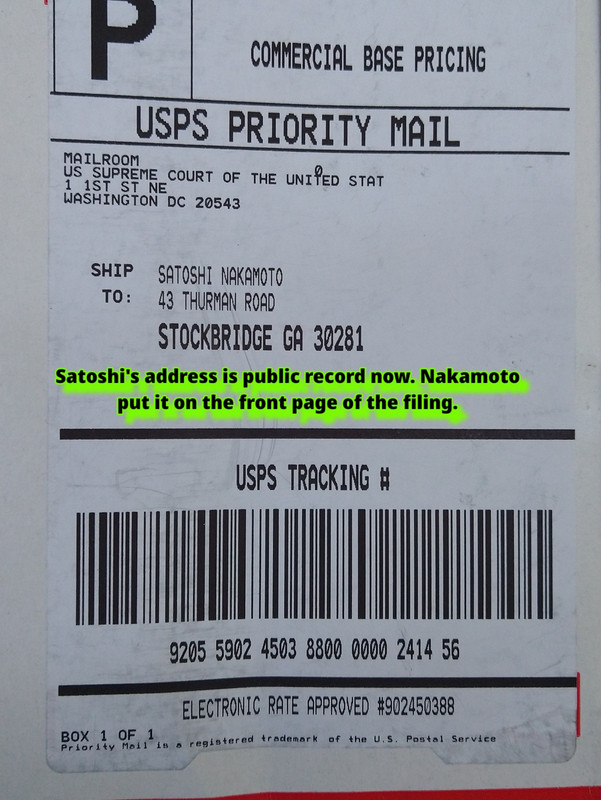 P
COMMERCIAL BASE PRICING
USPS PRIORITY MAIL
MAILROOM
US SUPREME COURT OF THE UNITED STAT
1 1ST ST NE
WASHINGTON DC 20543
SHIP TO: SATOSHI NAKAMOTO
43 THURMAN ROAD
STOCKBRIDGE GA 30281
Satoshi's address is public record now. Nakamoto
put it on the front page of the filing.
USPS TRACKING #
9205 5902 4503 8800 0000 2414 56
ELECTRONIC RATE APPROVED #902450388
BOX 1 OF 1
Priority Mail is a registered trademark of the U.S. Postal Service